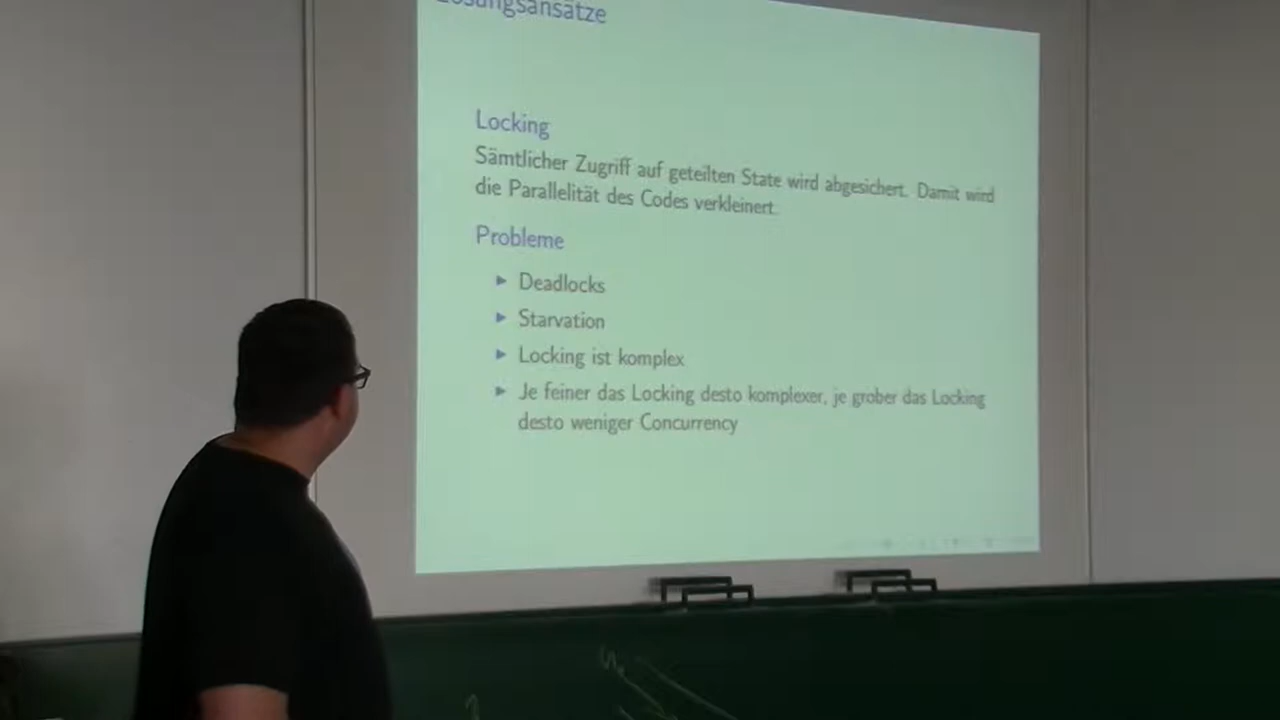 Lösungsansätze
Locking
Sämtlicher Zugriff auf geteilten State wird abgesichert. Damit wird
die Parallelität des Codes verkleinert.
Probleme
Deadlocks
Starvation
Locking ist komplex
Je feiner das Locking desto komplexer, je grober das Locking
desto weniger Concurrency